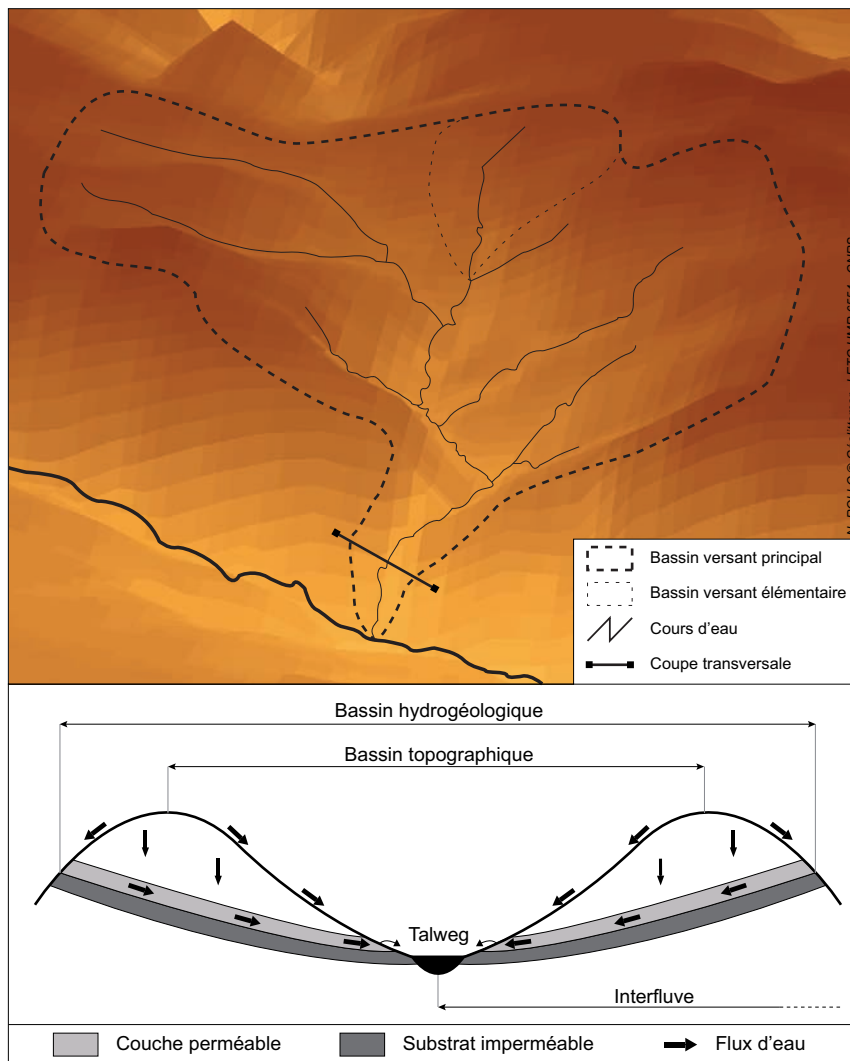 Bassin versant principal
Bassin versant élémentaire
Cours d'eau
Coupe transversale
Bassin hydrogéologique
Bassin topographique
Talweg
Interfluve
Couche perméable
Substrat imperméable
Flux d'eau